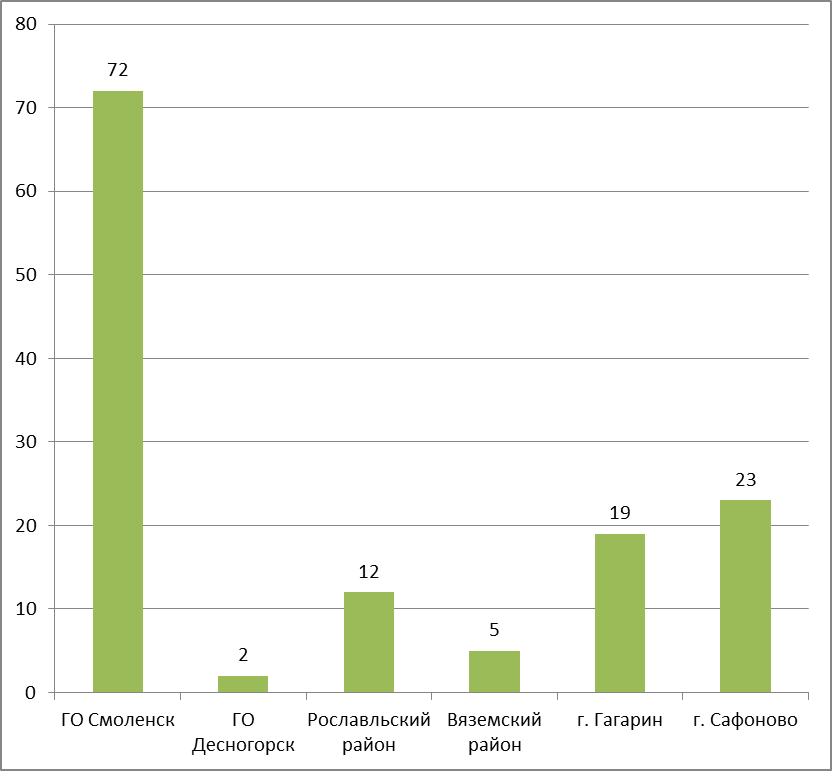 80
70
60
50
40
30
20
10
0
72
2
12
5
19
23
ГО Смоленск
ГО
Десногорск
Рославльский
район
Вяземский
район
г. Гагарин
г. Сафоново